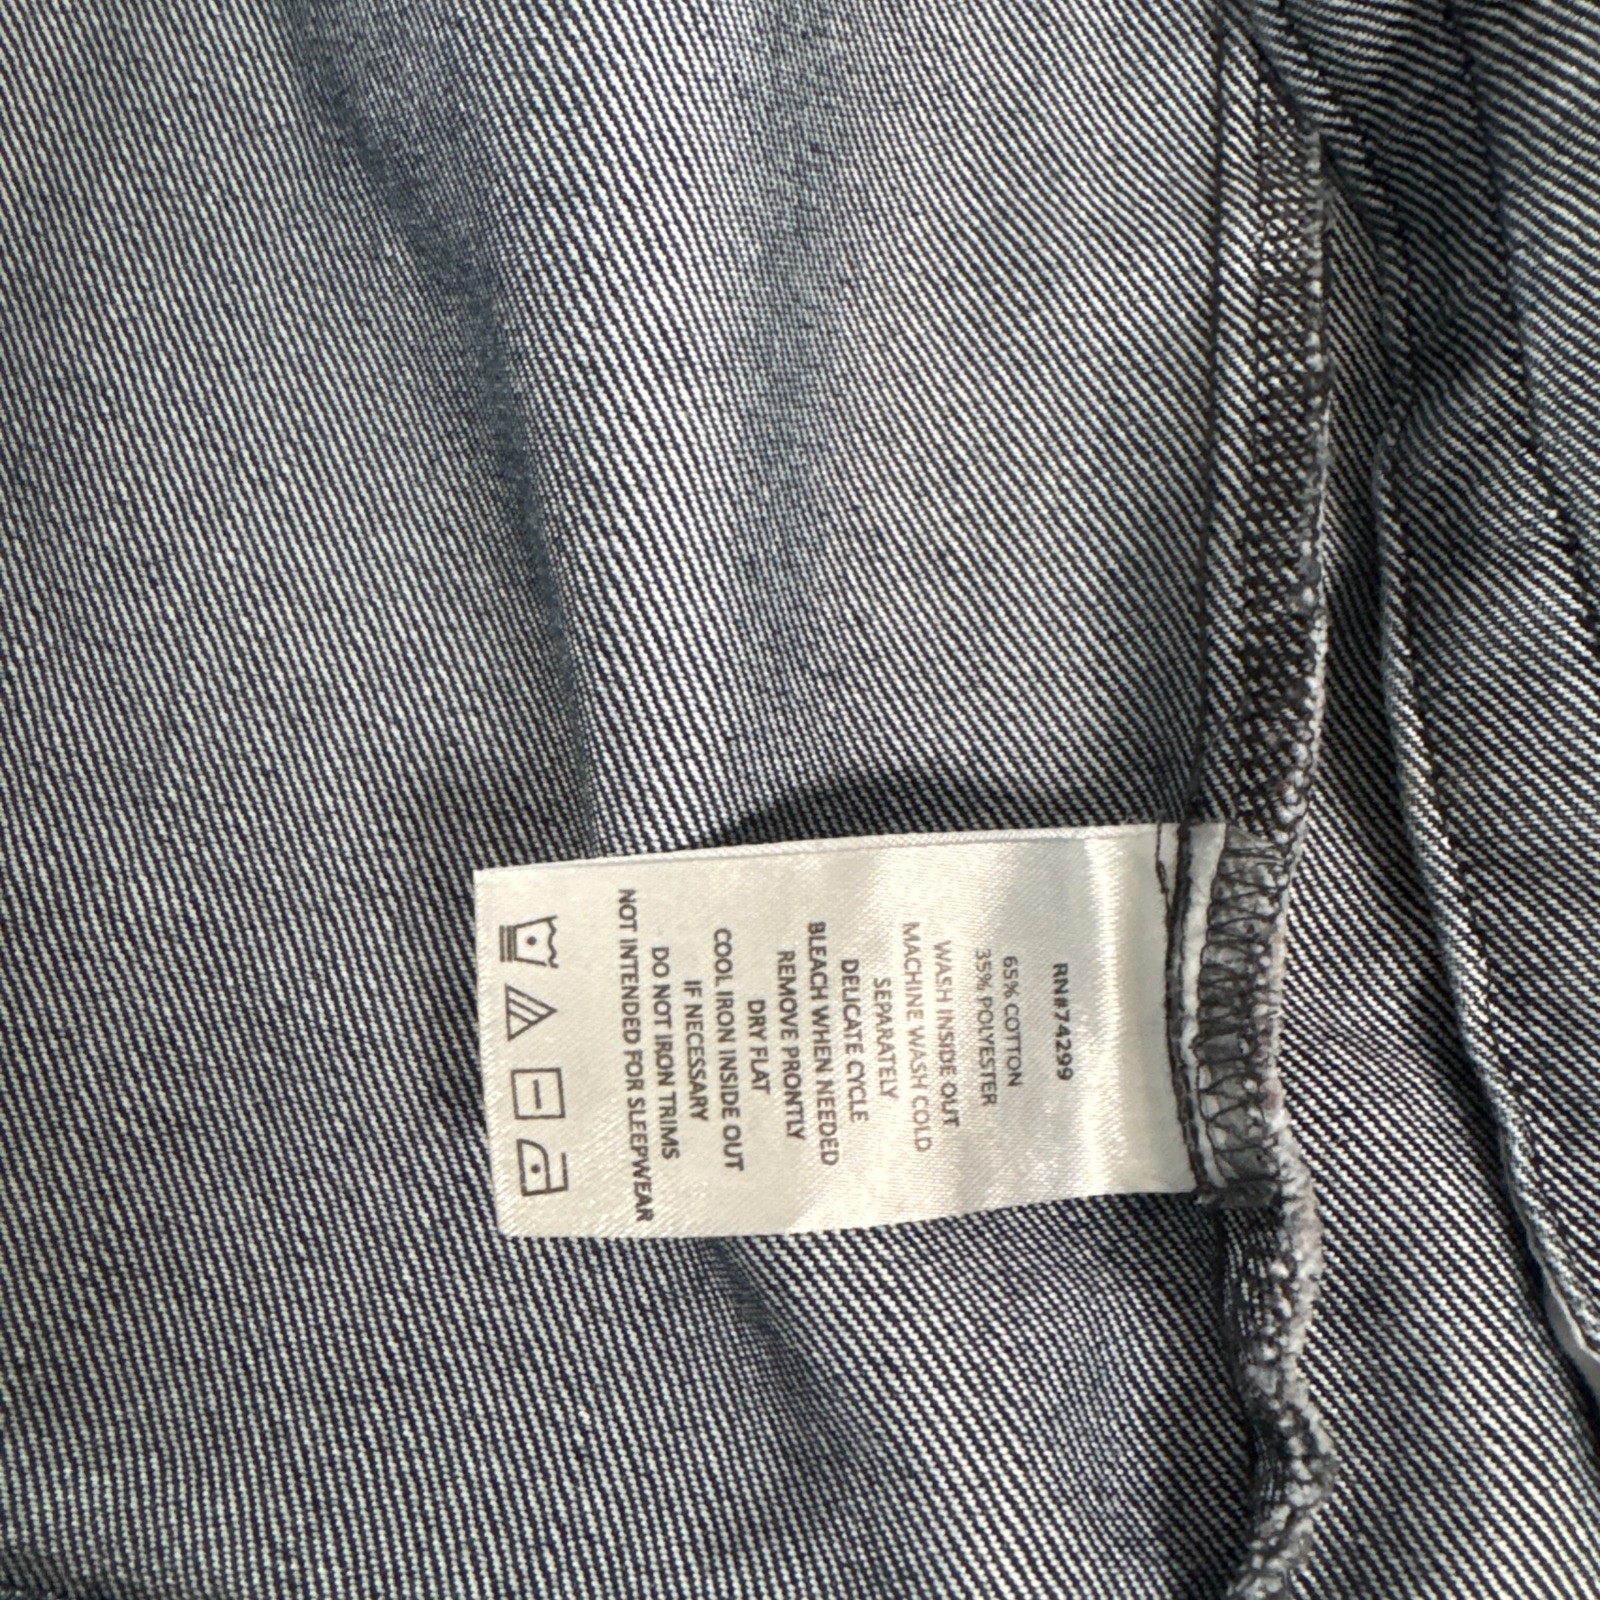 RN#74299
65% COTTON
35% POLYESTER
WASH INSIDE OUT
MACHINE WASH COLD
SEPARATELY
DELICATE CYCLE
BLEACH WHEN NEEDED
REMOVE PRONTLY
DRY FLAT
COOL IRON INSIDE OUT
IF NECESSARY
DO NOT IRON TRIMS
NOT INTENDED FOR SLEEPWEAR